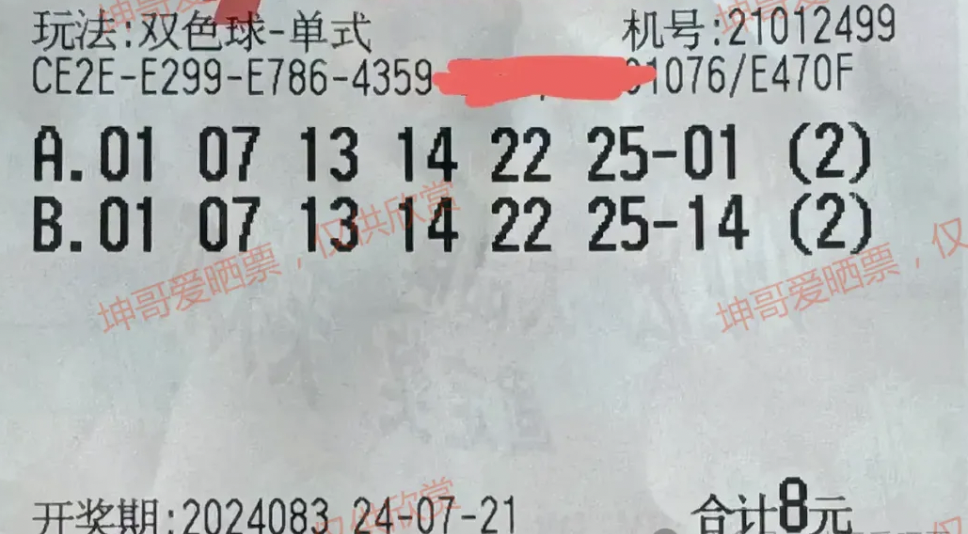 玩法:双色球-单式 机号:21012499
CE2E-E299-E786-4359 1076/E470F
A.01 07 13 14 22 25-01 (2)
B.01 07 13 14 22 25-14 (2)
坤哥爱晒票，仅供欣赏
坤哥爱晒票，仅
开奖期:2024083 24-07-21 合计8元